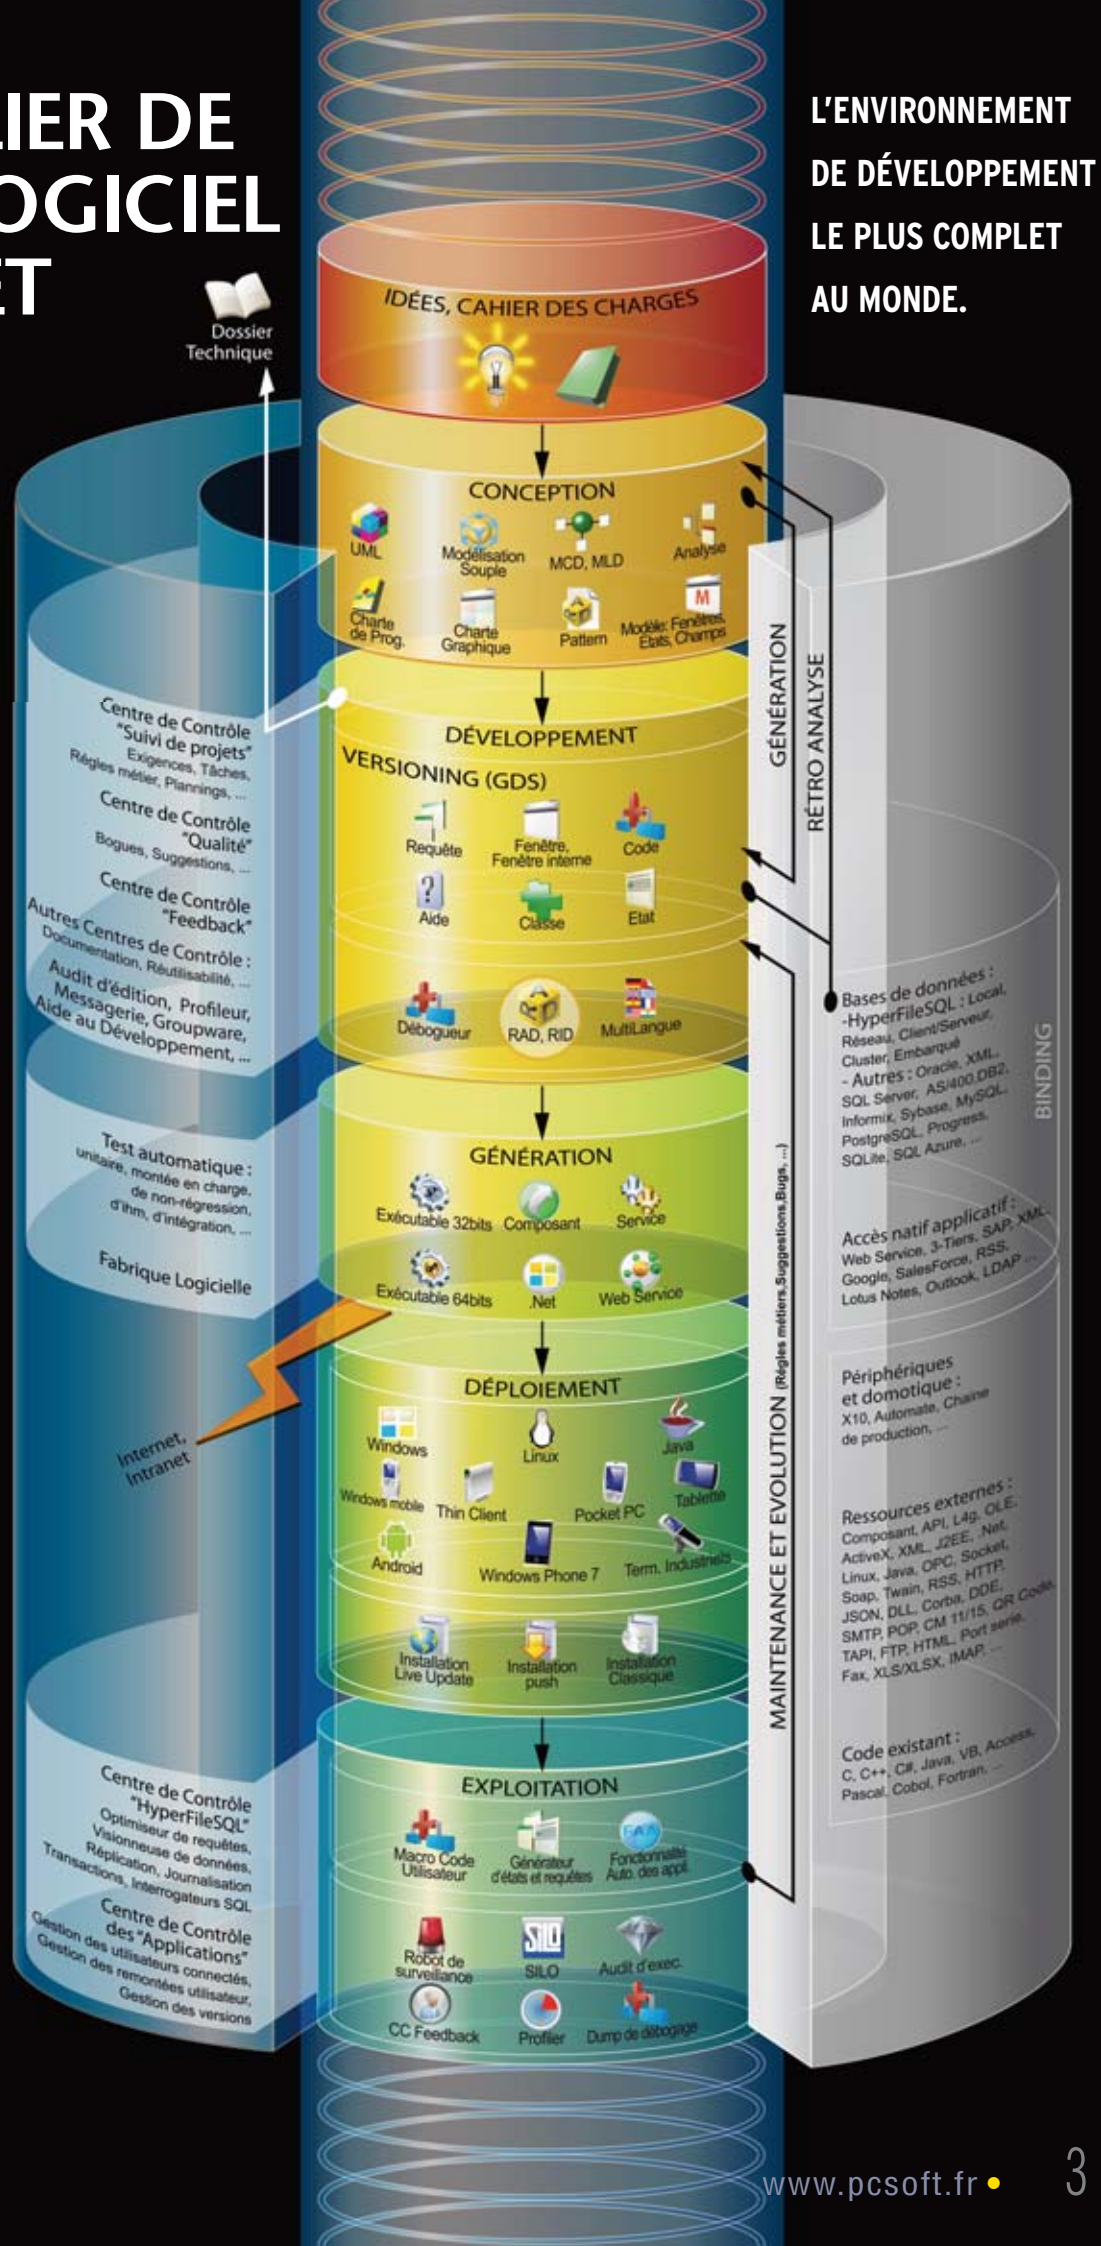 LIER DE
OGICIEL
ET
L'ENVIRONNEMENT
DE DÉVELOPPEMENT
LE PLUS COMPLET
AU MONDE.
Dossier
Technique
IDÉES, CAHIER DES CHARGES
CONCEPTION
UML
Modélisation
Souple
MCD, MLD
Analyse
Charte
de Prog.
Charte
Graphique
Pattern
Modèle: Fenêtres,
Etats, Champs
GÉNÉRATION
RÉTRO ANALYSE
DÉVELOPPEMENT
VERSIONING (GDS)
Requête
Fenêtre,
Fenêtre interne
Code
Aide
Classe
Etat
Débogueur
RAD, RID
MultiLangue
Centre de Contrôle
"Suivi de projets"
Exigences, Tâches,
Régles métier, Plannings, ...
Centre de Contrôle
"Qualité"
Bogues, Suggestions, ...
Centre de Contrôle
"Feedback"
Autres Centres de Contrôle :
Documentation, Réutilisabilité, ...
Audit d'édition, Profileur,
Messagerie, Groupware,
Aide au Développement, ...
Test automatique :
unitaire, montée en charge,
de non-régression,
d'ihm, d'intégration, ...
Fabrique Logicielle
GÉNÉRATION
Exécutable 32bits
Composant
Service
Exécutable 64bits
.Net
Web Service
Internet,
Intranet
DÉPLOIEMENT
Windows
Linux
Java
Windows mobile
Thin Client
Pocket PC
Tablette
Android
Windows Phone 7
Term. Industriels
Installation
Live Update
Installation
push
Installation
Classique
MAINTENANCE ET EVOLUTION (Régles métiers,Suggestions,Bugs, ...)
Bases de données :
-HyperFileSQL : Local,
Réseau, Client/Serveur,
Cluster, Embarqué
- Autres : Oracle, XML,
SQL Server, AS/400,DB2,
Informix, Sybase, MySQL,
PostgreSQL, Progress,
SQLite, SQL Azure, ...
BINDING
Accès natif applicatif :
Web Service, 3-Tiers, SAP, XML,
Google, SalesForce, RSS,
Lotus Notes, Outlook, LDAP ...
Périphériques
et domotique :
X10, Automate, Chaine
de production, ...
Ressources externes :
Composant, API, L4g, OLE,
ActiveX, XML, J2EE, .Net,
Linux, Java, OPC, Socket,
Soap, Twain, RSS, HTTP,
JSON, DLL, Corba, DDE,
SMTP, POP, CM 11/15, QR Code,
TAPI, FTP, HTML, Port serie,
Fax, XLS/XLSX, IMAP, ...
Code existant :
C, C++, C#, Java, VB, Access,
Pascal, Cobol, Fortran, ...
Centre de Contrôle
"HyperFileSQL"
Optimiseur de requêtes,
Visionneuse de données,
Réplication, Journalisation
Transactions, Interrogateurs SQL
Centre de Contrôle
des "Applications"
Gestion des utilisateurs connectés,
Gestion des remontées utilisateur,
Gestion des versions
EXPLOITATION
Macro Code
Utilisateur
Générateur
d'états et requêtes
FAA
Fonctionnalité
Auto. des appl.
Robot de
surveillance
SILO
SILO
Audit d'exec.
CC Feedback
Profiler
Dump de débogage
www.pcsoft.fr •
3